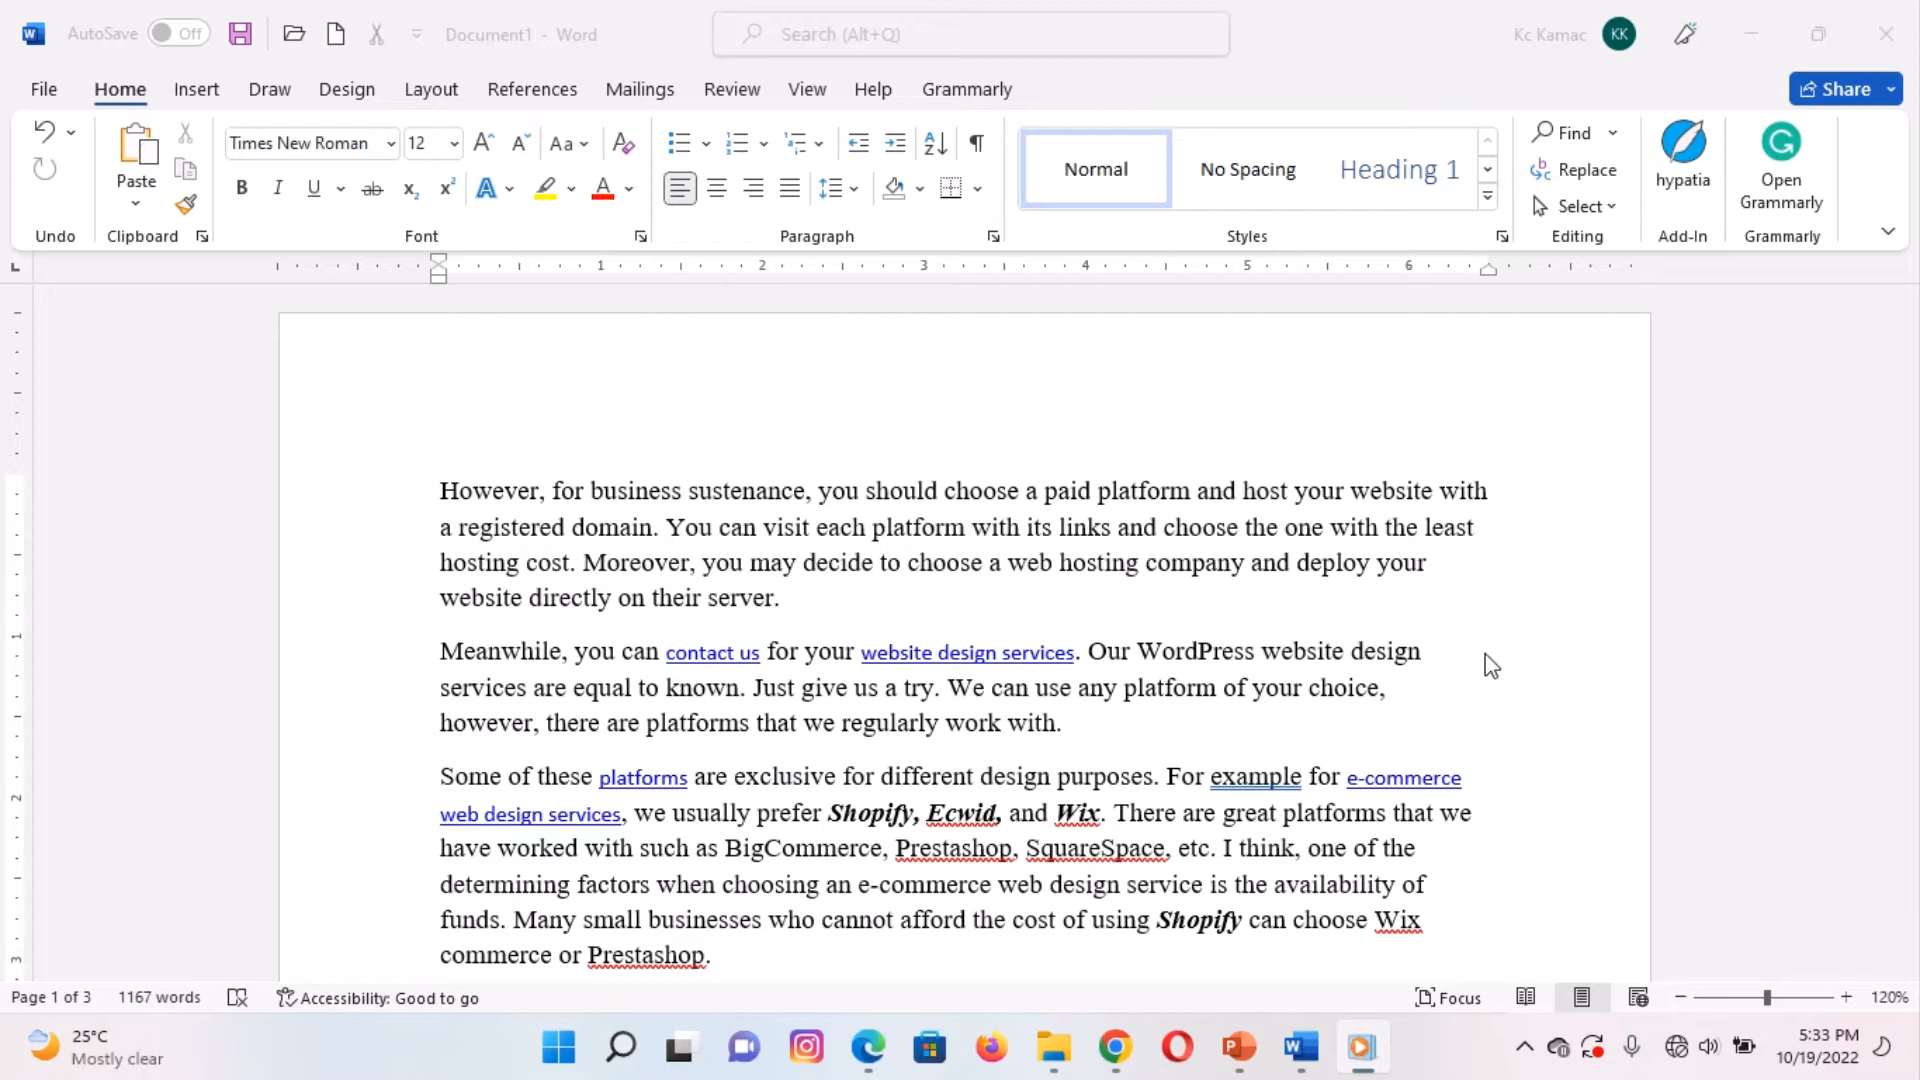 AutoSave Off Document1 - Word Search (Alt+Q) Kc Kamac KK
File Home Insert Draw Design Layout References Mailings Review View Help Grammarly Share
Times New Roman 12 Aa
Paste
Normal No Spacing Heading 1
Find
Replace
Select
hypatia
Open
Grammarly
Undo Clipboard Font Paragraph Styles Editing Add-In Grammarly
1 2 3 4 5 6
However, for business sustenance, you should choose a paid platform and host your website with
a registered domain. You can visit each platform with its links and choose the one with the least
hosting cost. Moreover, you may decide to choose a web hosting company and deploy your
website directly on their server.
Meanwhile, you can contact us for your website design services. Our WordPress website design
services are equal to known. Just give us a try. We can use any platform of your choice,
however, there are platforms that we regularly work with.
Some of these platforms are exclusive for different design purposes. For example for e-commerce
web design services, we usually prefer Shopify, Ecwid, and Wix. There are great platforms that we
have worked with such as BigCommerce, Prestashop, SquareSpace, etc. I think, one of the
determining factors when choosing an e-commerce web design service is the availability of
funds. Many small businesses who cannot afford the cost of using Shopify can choose Wix
commerce or Prestashop.
1
2
3
Page 1 of 3 1167 words Accessibility: Good to go Focus 120%
25°C
Mostly clear
5:33 PM
10/19/2022